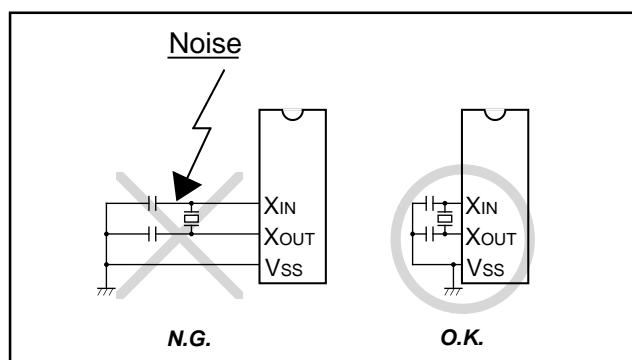 Noise
XIN
XOUT
VSS
N.G.
XIN
XOUT
VSS
O.K.